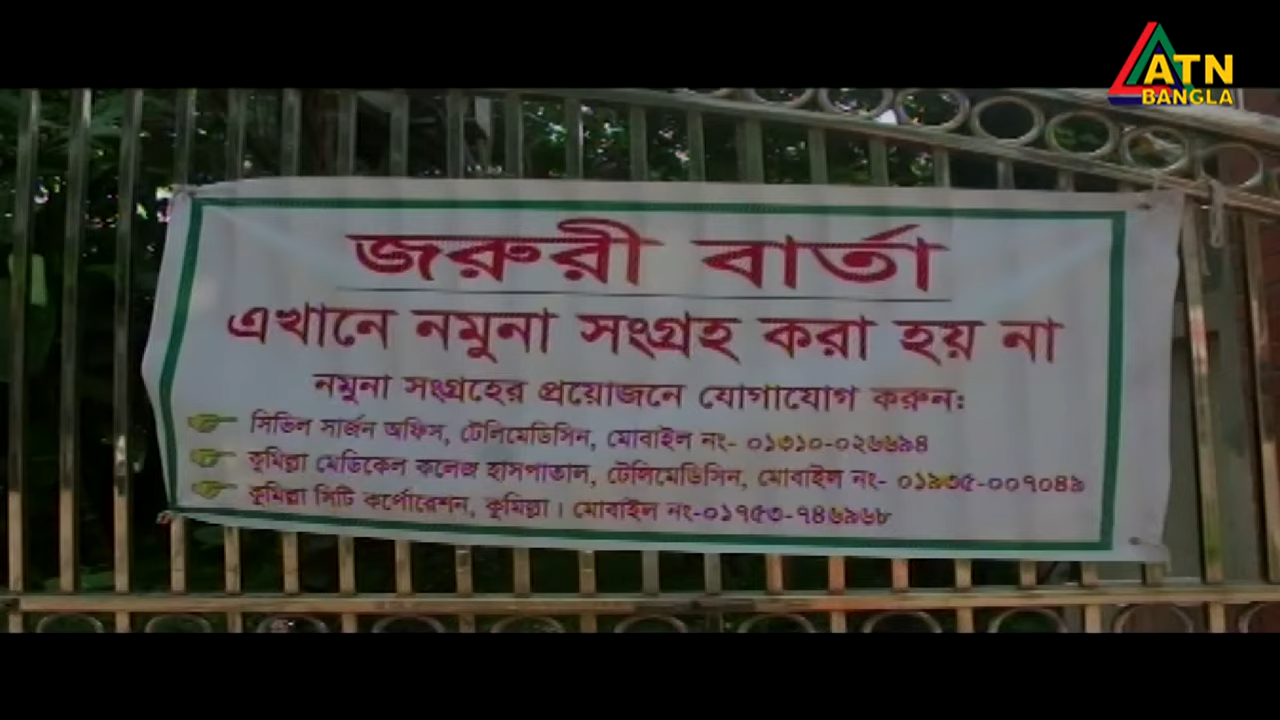 ATN
BANGLA
জরুরী বার্তা
এখানে নমুনা সংগ্রহ করা হয় না
নমুনা সংগ্রহের প্রয়োজনে যোগাযোগ করুন:
সিভিল সার্জন অফিস, টেলিমেডিসিন, মোবাইল নং- ০১৩১০-০২৬৬৯৪
কুমিল্লা মেডিকেল কলেজ হাসপাতাল, টেলিমেডিসিন, মোবাইল নং- ০১৯৩৫-০০৭০৪৯
কুমিল্লা সিটি কর্পোরেশন, কুমিল্লা। মোবাইল নং-০১৭৫৩-৭৪৬৯৬৮